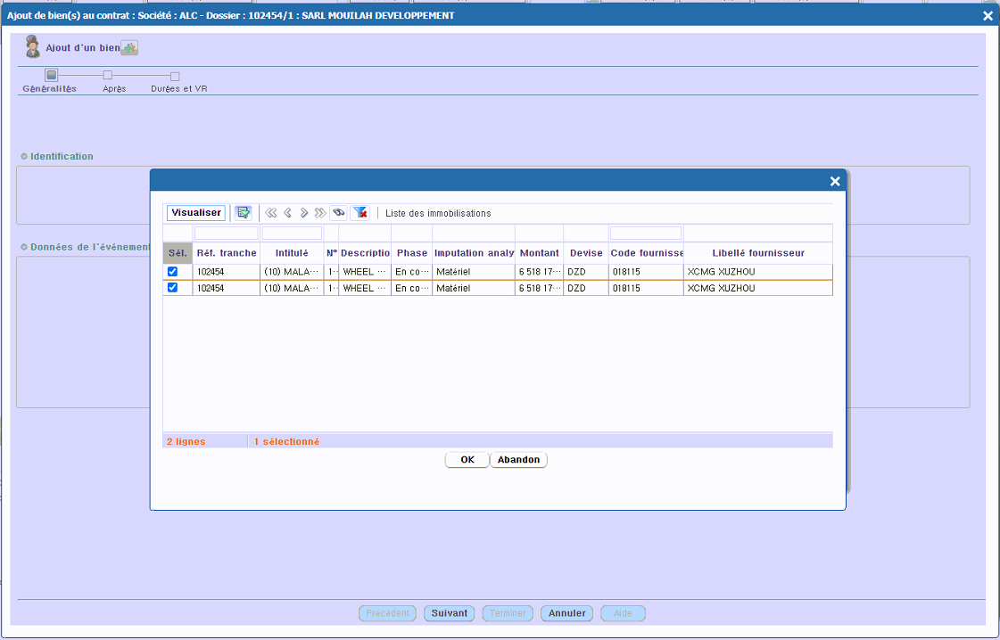 Ajout de bien(s) au contrat : Société : ALC - Dossier : 102454/1 : SARL MOUILAH DEVELOPPEMENT
Ajout d'un bien
Généralités Après Durées et VR
Identification
Données de l'événement
Visualiser Liste des immobilisations
Sél. Réf. tranche Intitulé N° Descriptio Phase Imputation analy Montant Devise Code fournisse Libellé fournisseur
102454 (10) MALA··· 1·· WHEEL ··· En co··· Matériel 6 518 17··· DZD 018115 XCMG XUZHOU
102454 (10) MALA··· 1·· WHEEL ··· En co··· Matériel 6 518 17··· DZD 018115 XCMG XUZHOU
2 lignes 1 sélectionné
OK Abandon
Précédent Suivant Terminer Annuler Aide